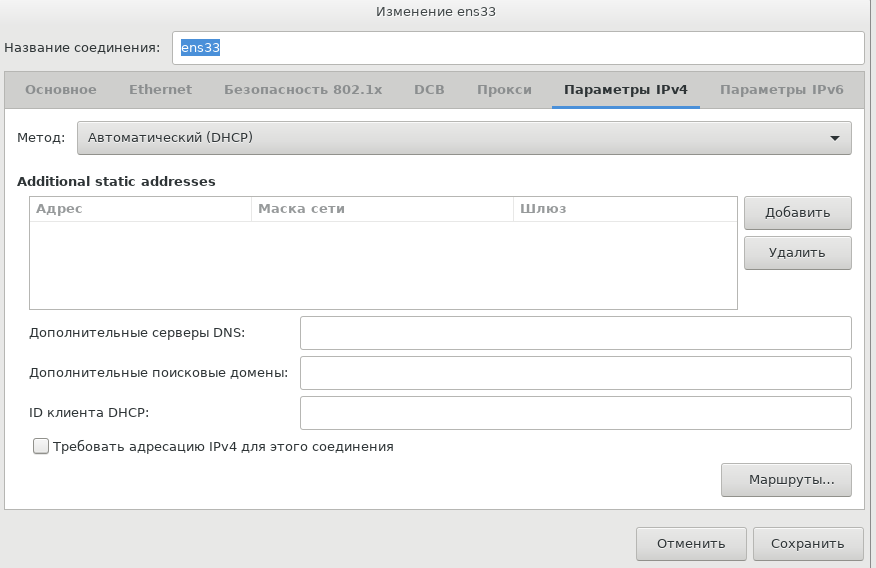 Изменение ens33
Название соединения: ens33
Основное Ethernet Безопасность 802.1x DCB Прокси Параметры IPv4 Параметры IPv6
Метод: Автоматический (DHCP)
Additional static addresses
Адрес Маска сети Шлюз
Добавить
Удалить
Дополнительные серверы DNS:
Дополнительные поисковые домены:
ID клиента DHCP:
Требовать адресацию IPv4 для этого соединения
Маршруты...
Отменить Сохранить